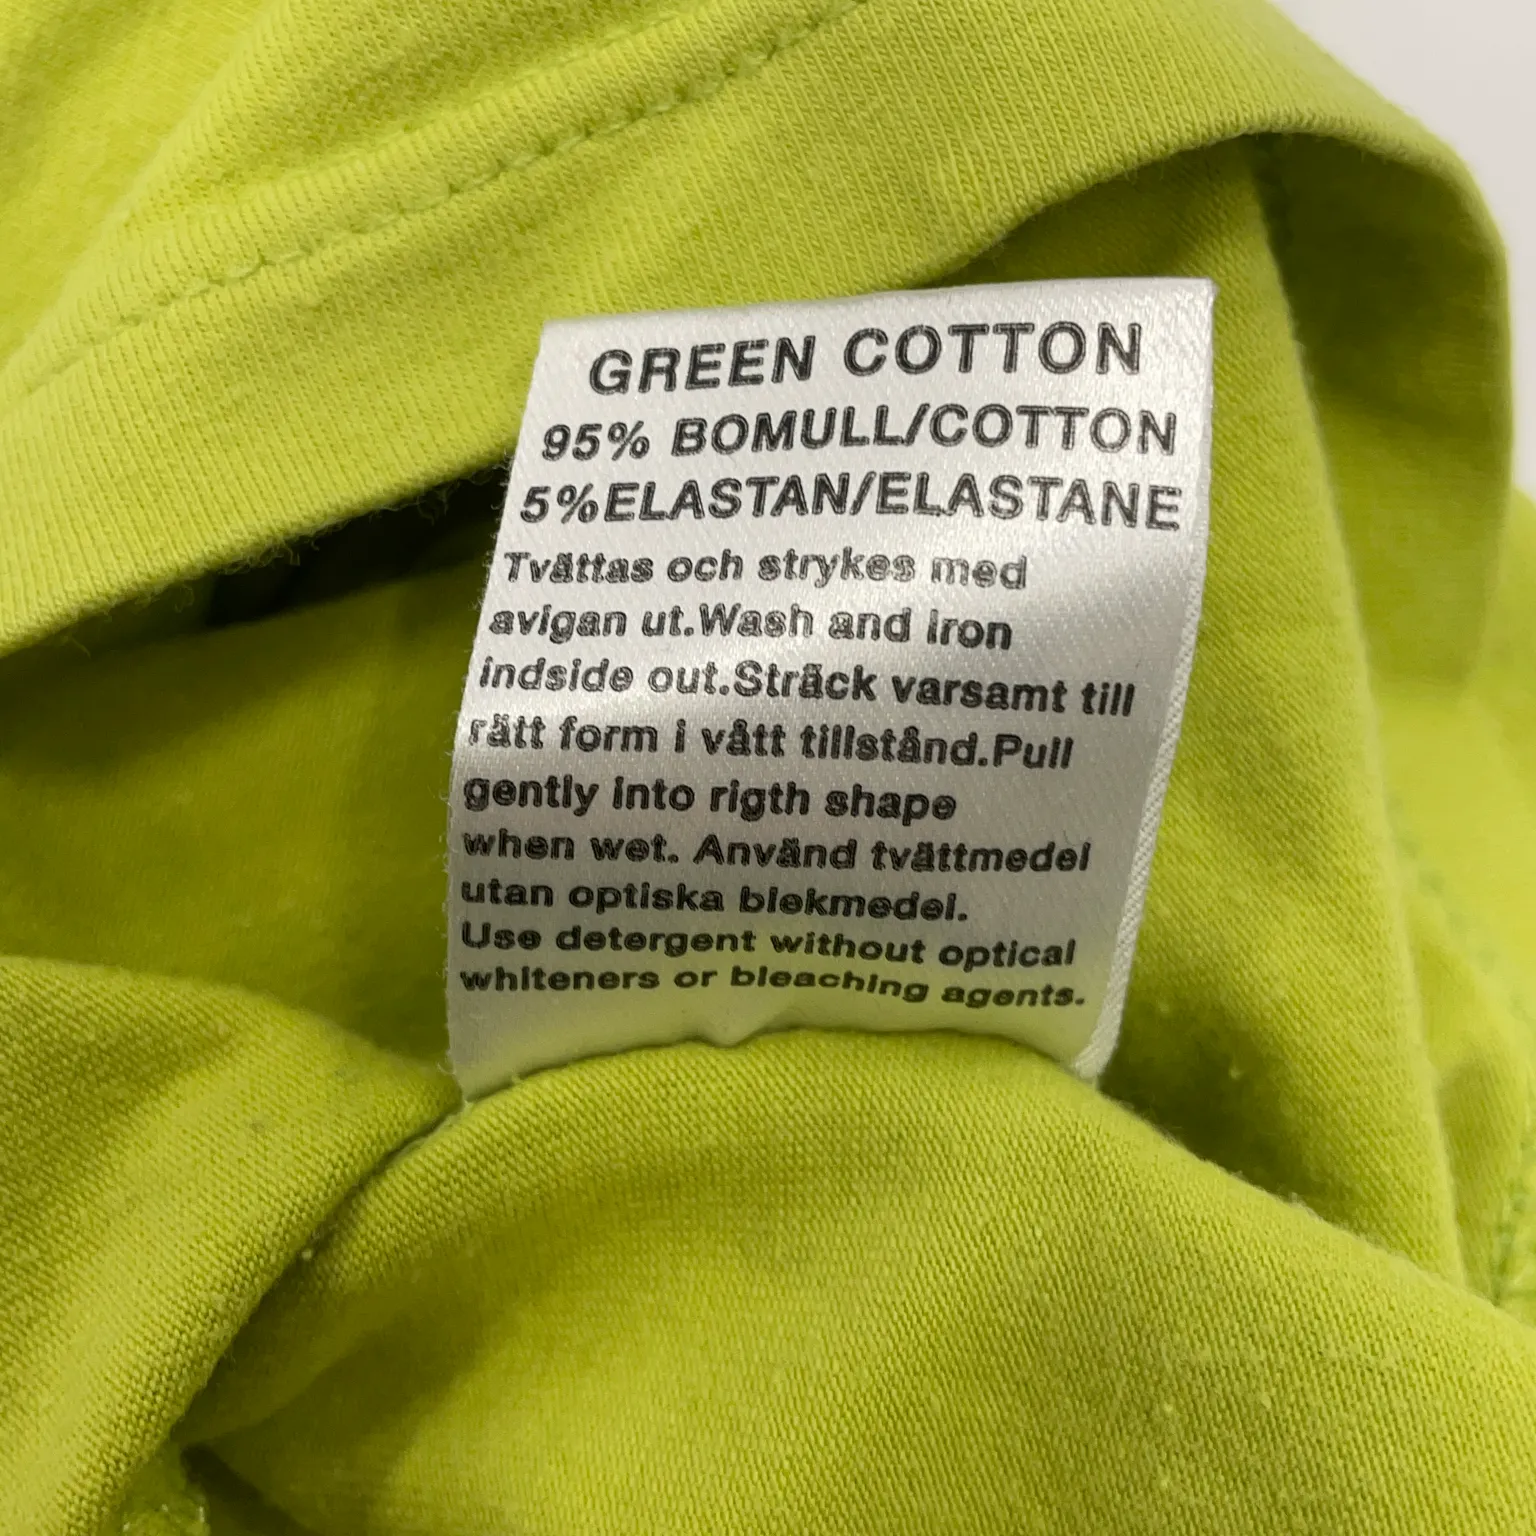 GREEN COTTON
95% BOMULL/COTTON
5%ELASTAN/ELASTANE
Tvättas och strykes med
avigan ut.Wash and iron
indside out.Sträck varsamt till
rätt form i vått tillstånd.Pull
gently into rigth shape
when wet. Använd tvättmedel
utan optiska blekmedel.
Use detergent without optical
whiteners or bleaching agents.